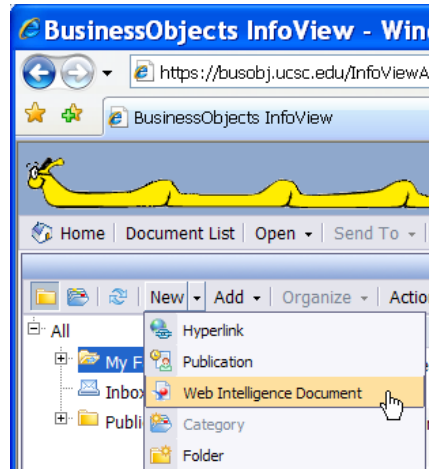 BusinessObjects InfoView - Win
https://busobj.ucsc.edu/InfoViewA
BusinessObjects InfoView
Home Document List Open Send To
New Add Organize Actio
All
Hyperlink
My F
Publication
Inbox
Web Intelligence Document
Publi
Category
Folder